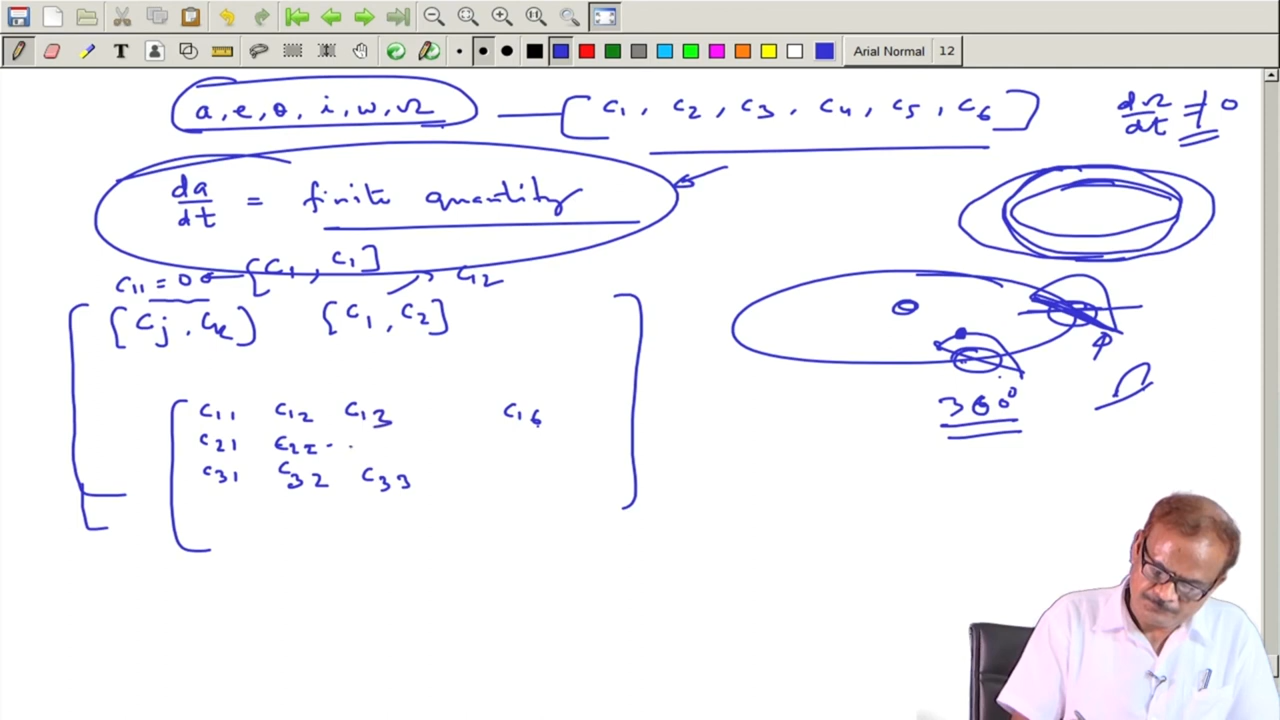 Arial Normal 12
a, e, θ, i, ω, Ω — [ c1, c2, c3, c4, c5, c6 ]
dΩ/dt ≠ 0
da/dt = finite quantity
c11 = 0 ← [c1, c1]
c12
[cj, ck] [c1, c2]
c11 c12 c13 c16
c21 c22 . .
c31 c32 c33
P
360°